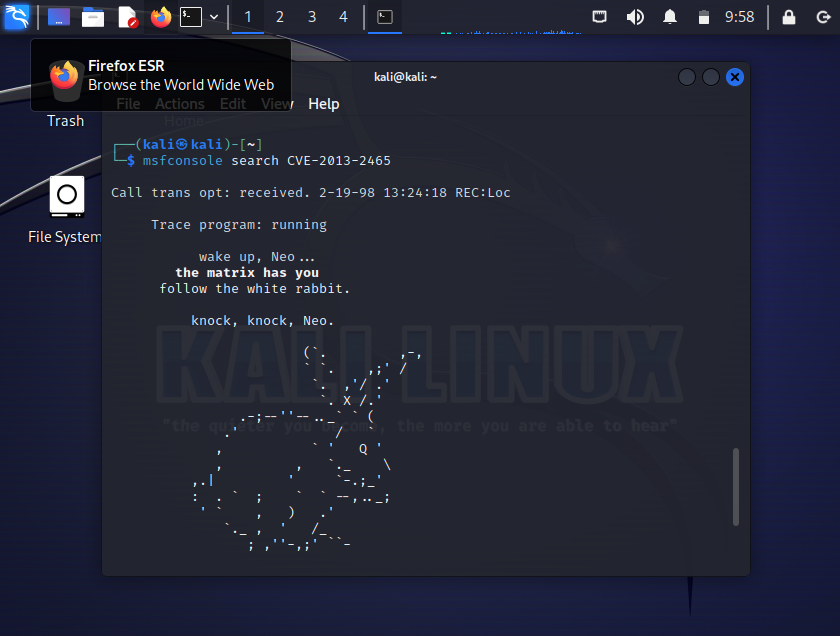 1 2 3 4 9:58
Firefox ESR
Browse the World Wide Web
kali@kali: ~
File Actions Edit View Help
Trash
Home
File System
┌──(kali㉿kali)-[~]
└─$ msfconsole search CVE-2013-2465
Call trans opt: received. 2-19-98 13:24:18 REC:Loc
Trace program: running
wake up, Neo...
the matrix has you
follow the white rabbit.
knock, knock, Neo.
KALI LINUX
"the quieter you become, the more you are able to hear"